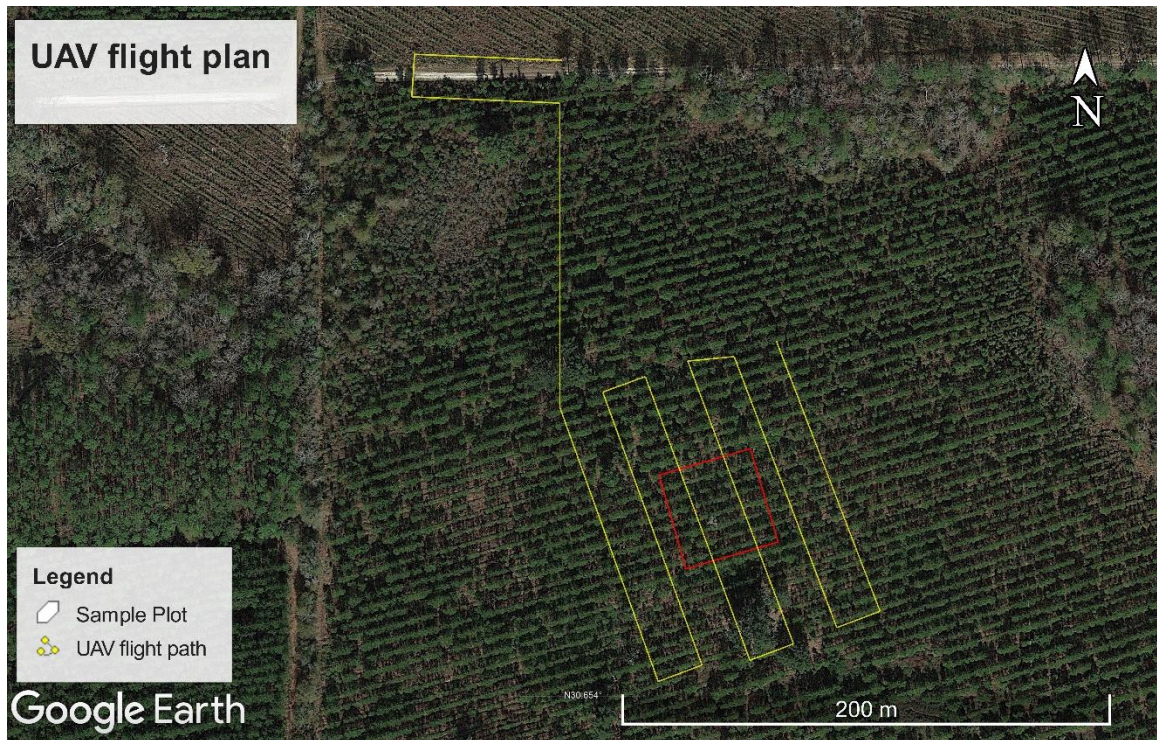 UAV flight plan
N
Legend
Sample Plot
UAV flight path
Google Earth
N30.654°
200 m